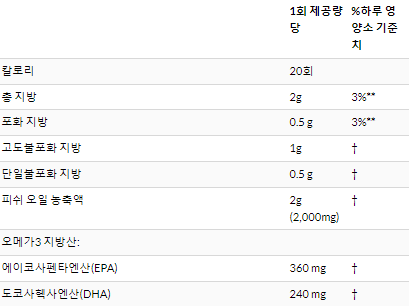 1회 제공량당 %하루 영양소 기준치
칼로리 20회
총 지방 2g 3%**
포화 지방 0.5 g 3%**
고도불포화 지방 1g †
단일불포화 지방 0.5 g †
피쉬 오일 농축액 2g (2,000mg) †
오메가3 지방산:
에이코사펜타엔산(EPA) 360 mg †
도코사헥사엔산(DHA) 240 mg †